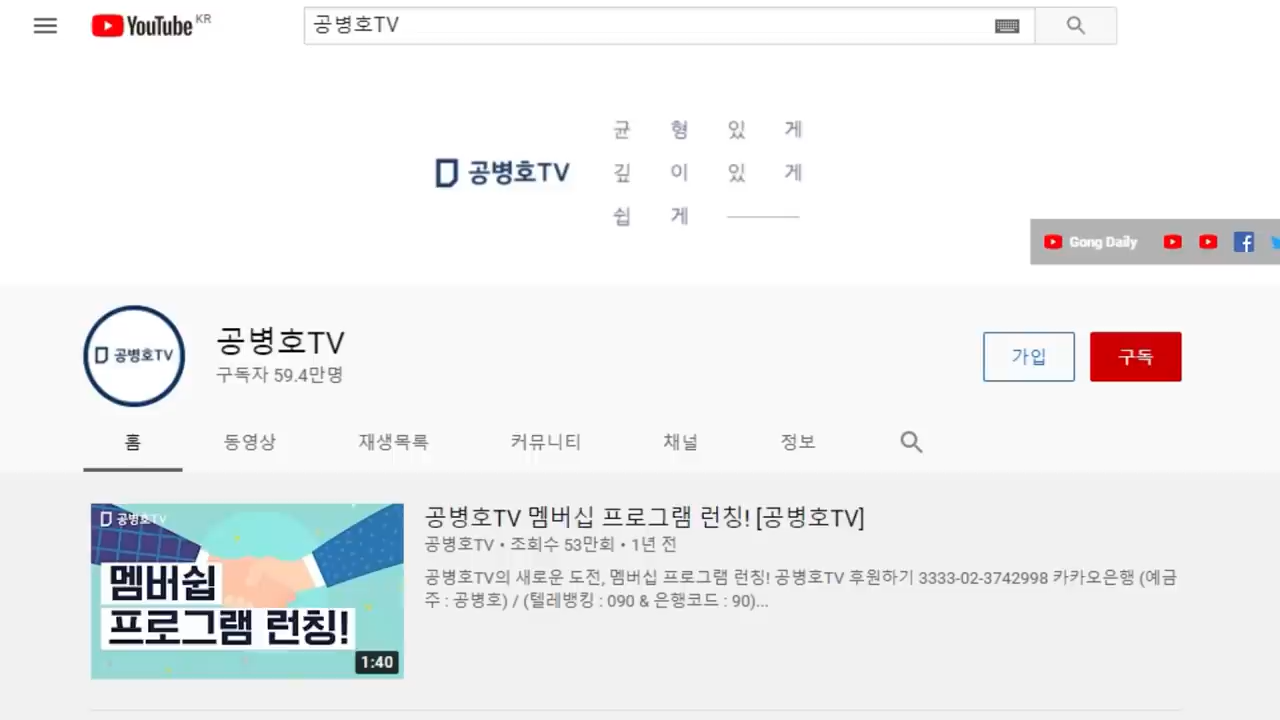 YouTube KR
공병호TV
공병호TV
균형있게
깊이있게
쉽게
Gong Daily
공병호TV
공병호TV
구독자 59.4만명
가입
구독
홈
동영상
재생목록
커뮤니티
채널
정보
공병호TV
멤버쉽
프로그램 런칭!
1:40
공병호TV 멤버십 프로그램 런칭! [공병호TV]
공병호TV • 조회수 53만회 • 1년 전
공병호TV의 새로운 도전, 멤버십 프로그램 런칭! 공병호TV 후원하기 3333-02-3742998 카카오은행 (예금
주 : 공병호) / (텔레뱅킹 : 090 & 은행코드 : 90)...